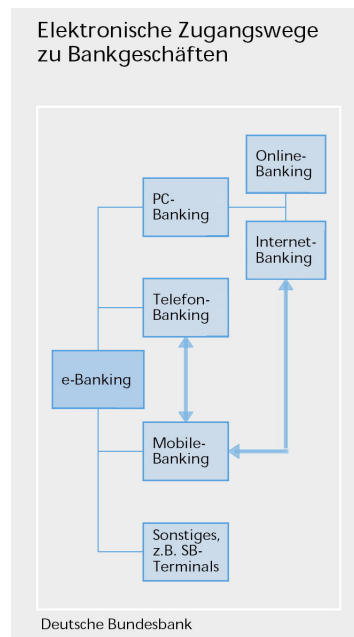 Elektronische Zugangswege
zu Bankgeschäften
Online-
Banking
PC-
Banking
Internet-
Banking
Telefon-
Banking
e-Banking
Mobile-
Banking
Sonstiges,
z.B. SB-
Terminals
Deutsche Bundesbank